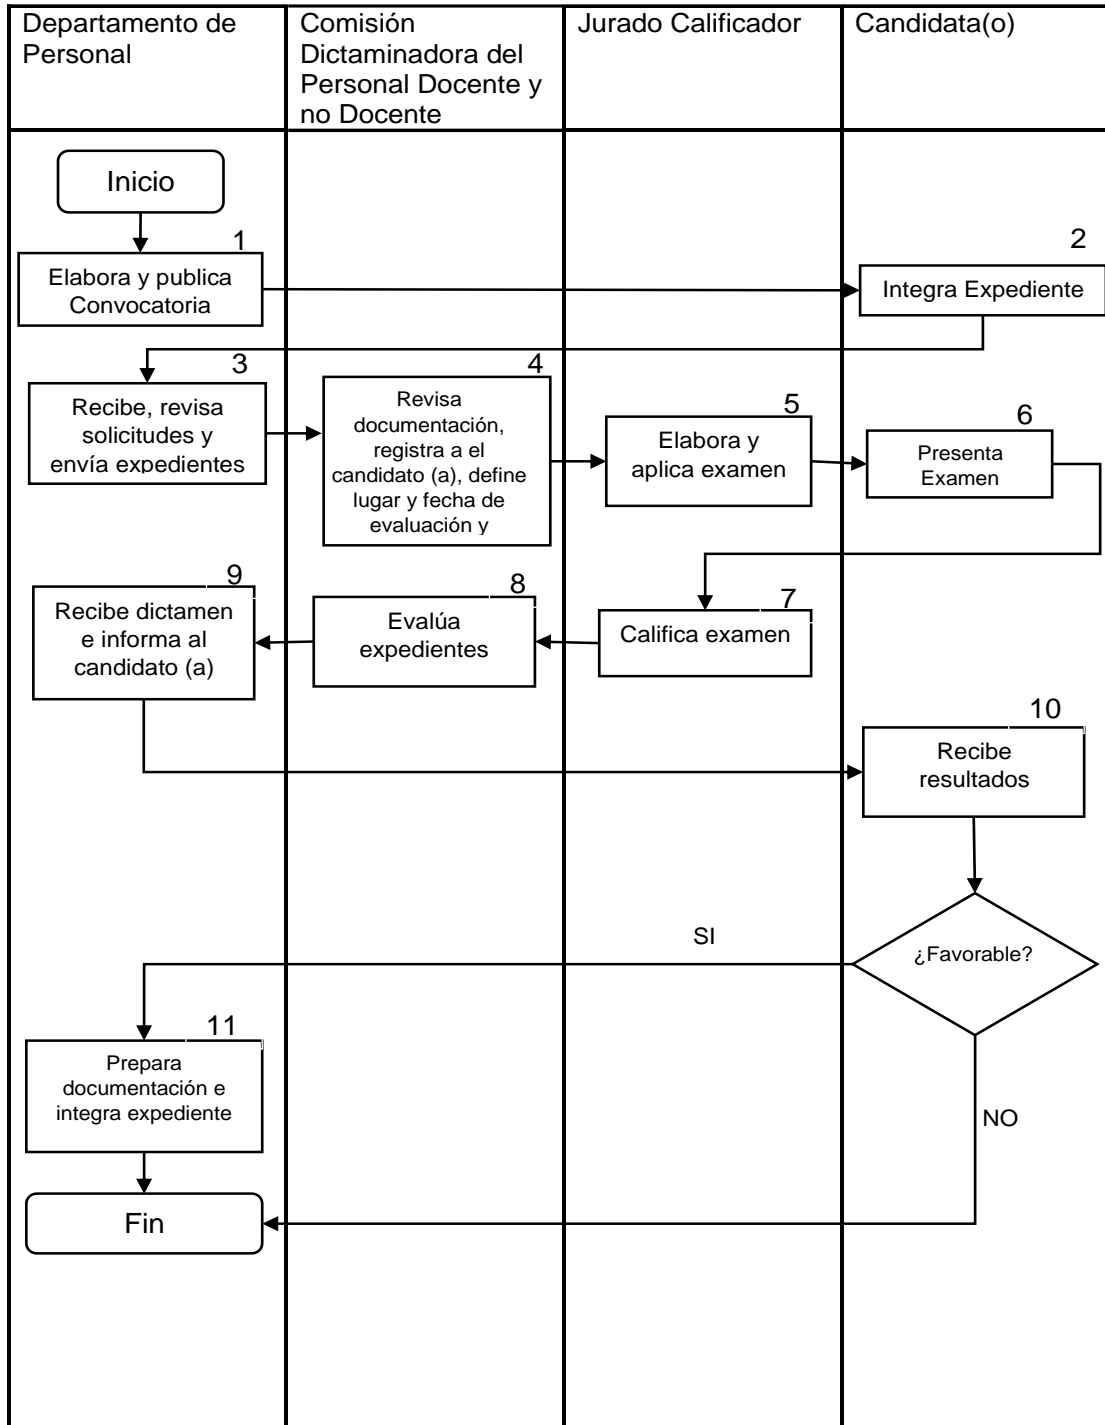 Departamento de
Personal
Comisión
Dictaminadora del
Personal Docente y
no Docente
Jurado Calificador
Candidata(o)
Inicio
1
Elabora y publica
Convocatoria
2
Integra Expediente
3
Recibe, revisa
solicitudes y
envía expedientes
4
Revisa
documentación,
registra a el
candidato (a), define
lugar y fecha de
evaluación y
5
Elabora y
aplica examen
6
Presenta
Examen
7
Califica examen
8
Evalúa
expedientes
9
Recibe dictamen
e informa al
candidato (a)
10
Recibe
resultados
¿Favorable?
SI
NO
11
Prepara
documentación e
integra expediente
Fin